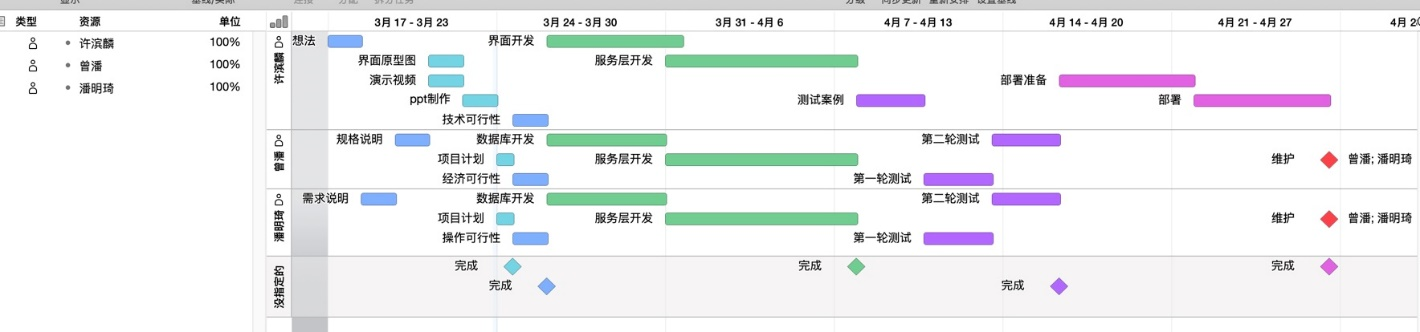 类型 资源 单位 3月 17 - 3月 23 3月 24 - 3月 30 3月 31 - 4月 6 4月 7 - 4月 13 4月 14 - 4月 20 4月 21 - 4月 27
许滨麟 100%
曾潘 100%
潘明琦 100%
许滨麟
想法 界面开发
界面原型图 服务层开发
演示视频 部署准备
ppt制作 测试案例 部署
技术可行性
曾潘
规格说明 数据库开发 第二轮测试
项目计划 服务层开发 维护 曾潘; 潘明琦
经济可行性 第一轮测试
潘明琦
需求说明 数据库开发 第二轮测试
项目计划 服务层开发 维护 曾潘; 潘明琦
操作可行性 第一轮测试
没指定的
完成 完成 完成
完成 完成